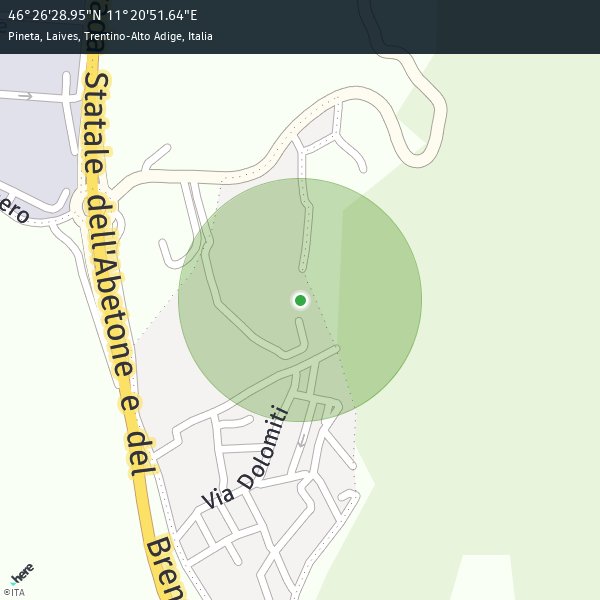 46°26'28.95"N 11°20'51.64"E
Pineta, Laives, Trentino-Alto Adige, Italia
Statale dell'Abetone e del Bren
ero
Via Dolomiti
here
©ITA